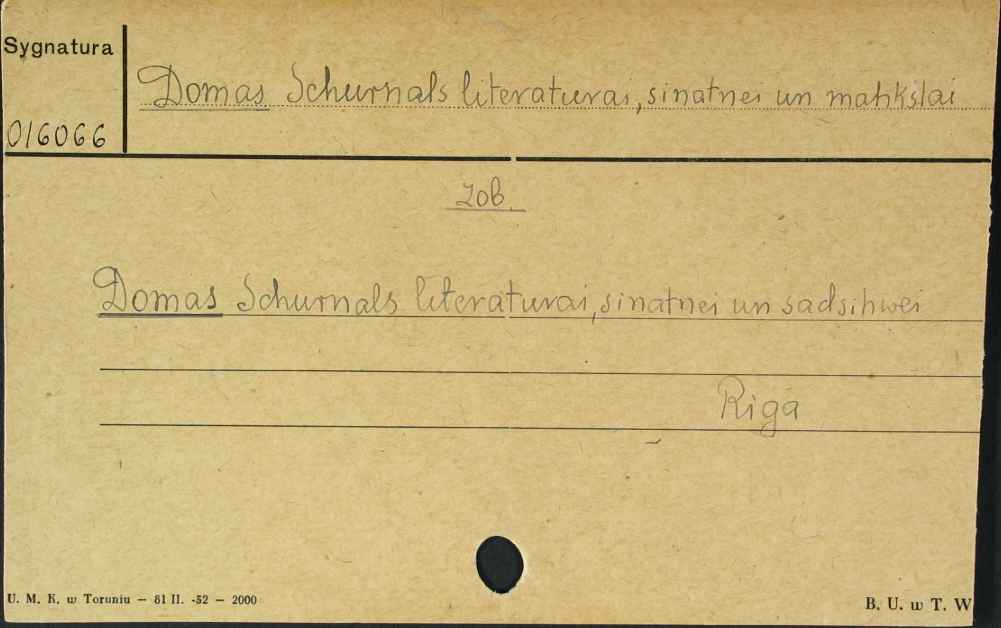 Sygnatura
Domas Schurnals literaturai, sinatnei un mahkslai
016066
zob.
Domas Schurnals literaturai, sinatnei un sadsihwei
Riga
U. M. K. w Toruniu — 81 II. -52 — 2000
B. U. w T. W